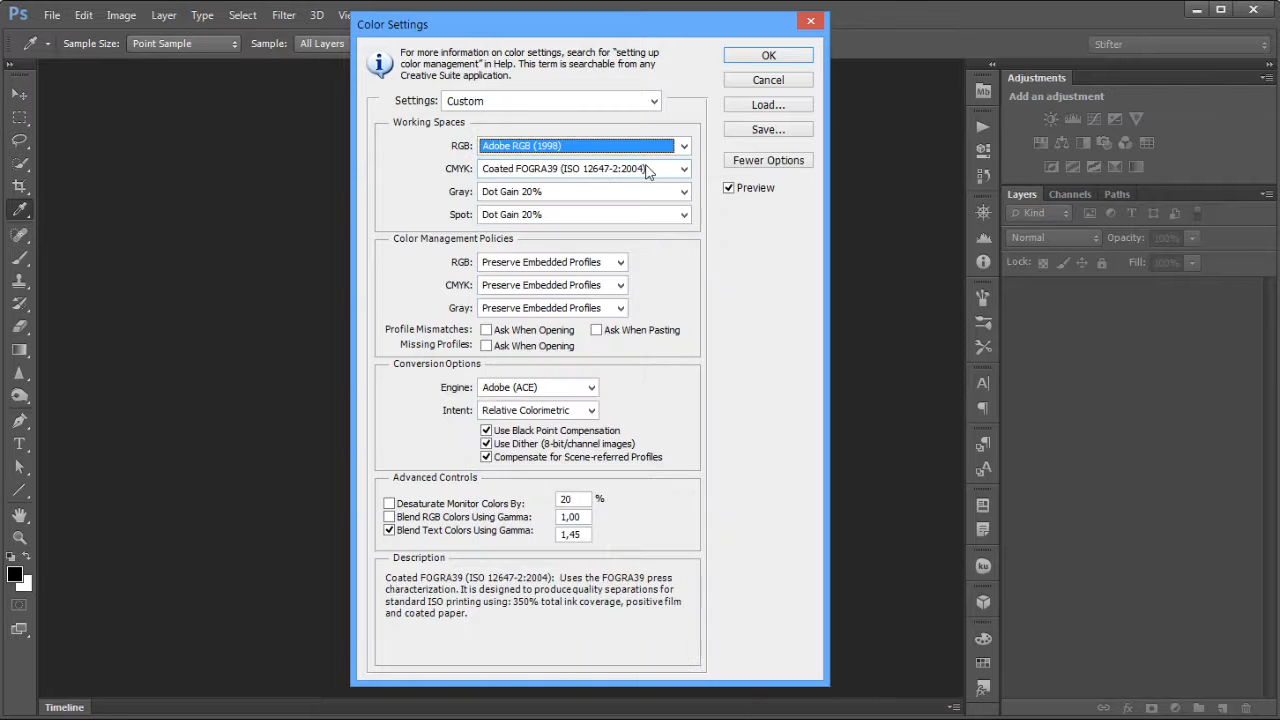 Ps File Edit Image Layer Type Select Filter 3D
Color Settings
Sample Size: Point Sample Sample: All Layers
Stifter
For more information on color settings, search for "setting up
color management" in Help. This term is searchable from any
Creative Suite application.
OK
Cancel
Load...
Save...
Fewer Options
Preview
Settings: Custom
Working Spaces
RGB: Adobe RGB (1998)
CMYK: Coated FOGRA39 (ISO 12647-2:2004)
Gray: Dot Gain 20%
Spot: Dot Gain 20%
Color Management Policies
RGB: Preserve Embedded Profiles
CMYK: Preserve Embedded Profiles
Gray: Preserve Embedded Profiles
Profile Mismatches: Ask When Opening Ask When Pasting
Missing Profiles: Ask When Opening
Conversion Options
Engine: Adobe (ACE)
Intent: Relative Colorimetric
Use Black Point Compensation
Use Dither (8-bit/channel images)
Compensate for Scene-referred Profiles
Advanced Controls
Desaturate Monitor Colors By: 20 %
Blend RGB Colors Using Gamma: 1,00
Blend Text Colors Using Gamma: 1,45
Description
Coated FOGRA39 (ISO 12647-2:2004): Uses the FOGRA39 press
characterization. It is designed to produce quality separations for
standard ISO printing using: 350% total ink coverage, positive film
and coated paper.
Mb
Adjustments
Add an adjustment
Layers Channels Paths
Kind
Normal Opacity: 100%
Lock: Fill: 100%
ku
Timeline